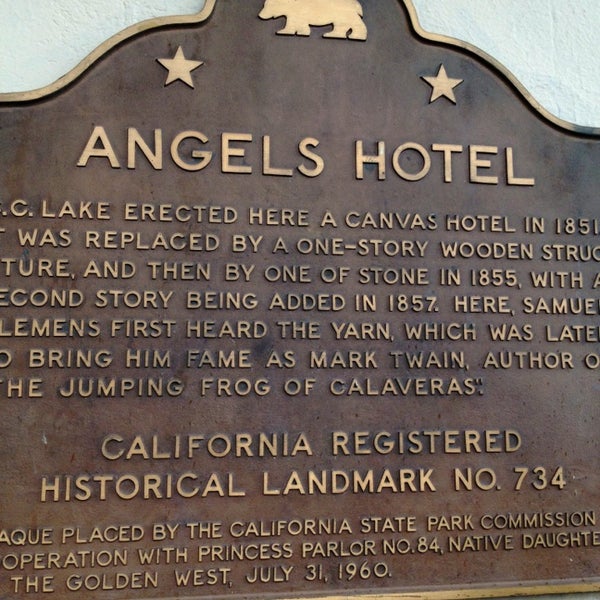 ANGELS HOTEL
.C. LAKE ERECTED HERE A CANVAS HOTEL IN 1851.
T WAS REPLACED BY A ONE-STORY WOODEN STRUC
TURE, AND THEN BY ONE OF STONE IN 1855, WITH A
ECOND STORY BEING ADDED IN 1857. HERE, SAMUEL
LEMENS FIRST HEARD THE YARN, WHICH WAS LATE
O BRING HIM FAME AS MARK TWAIN, AUTHOR O
THE JUMPING FROG OF CALAVERAS".
CALIFORNIA REGISTERED
HISTORICAL LANDMARK NO. 734
AQUE PLACED BY THE CALIFORNIA STATE PARK COMMISSION
OPERATION WITH PRINCESS PARLOR NO. 84, NATIVE DAUGHTE
THE GOLDEN WEST, JULY 31, 1960.